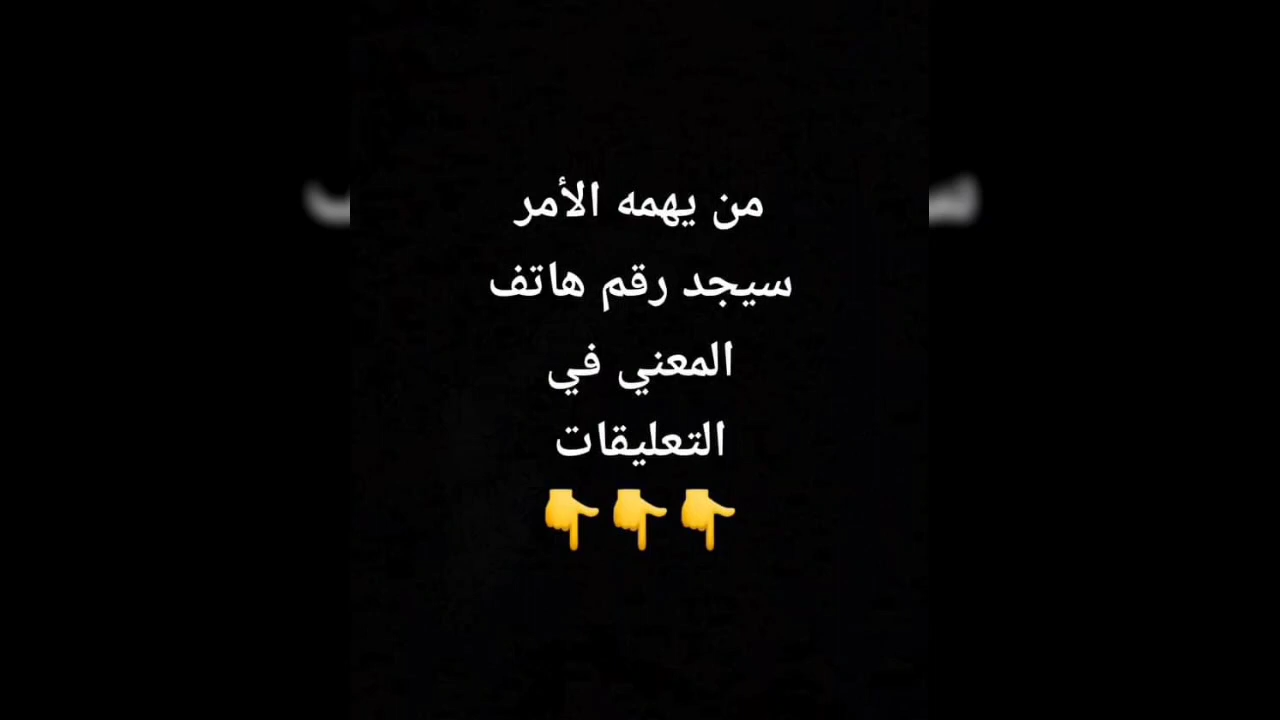 من يهمه الأمر
سيجد رقم هاتف
المعني في
التعليقات
👇👇👇